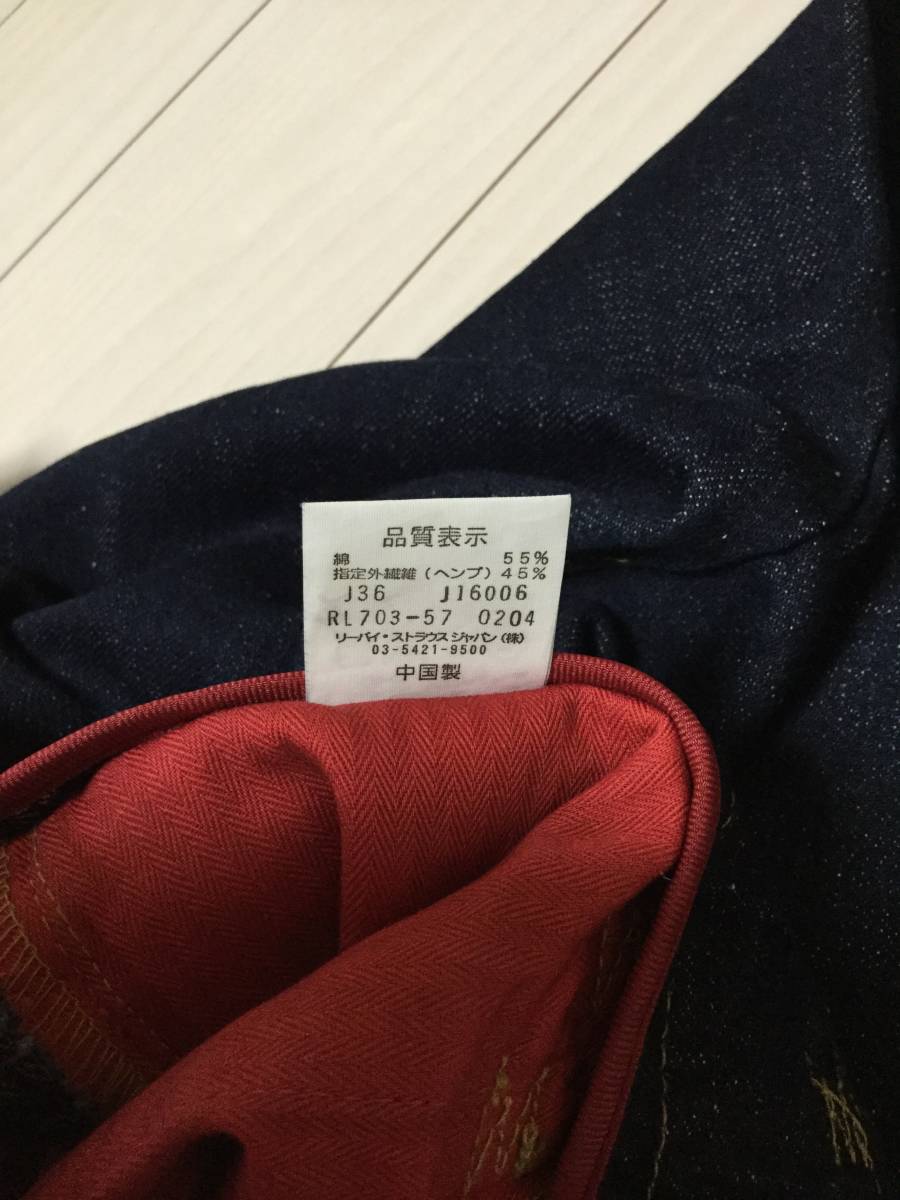 品質表示
綿 55%
指定外繊維(ヘンプ)45%
J36 J16006
RL703-57 0204
リーバイ・ストラウス ジャパン(株)
03-5421-9500
中国製